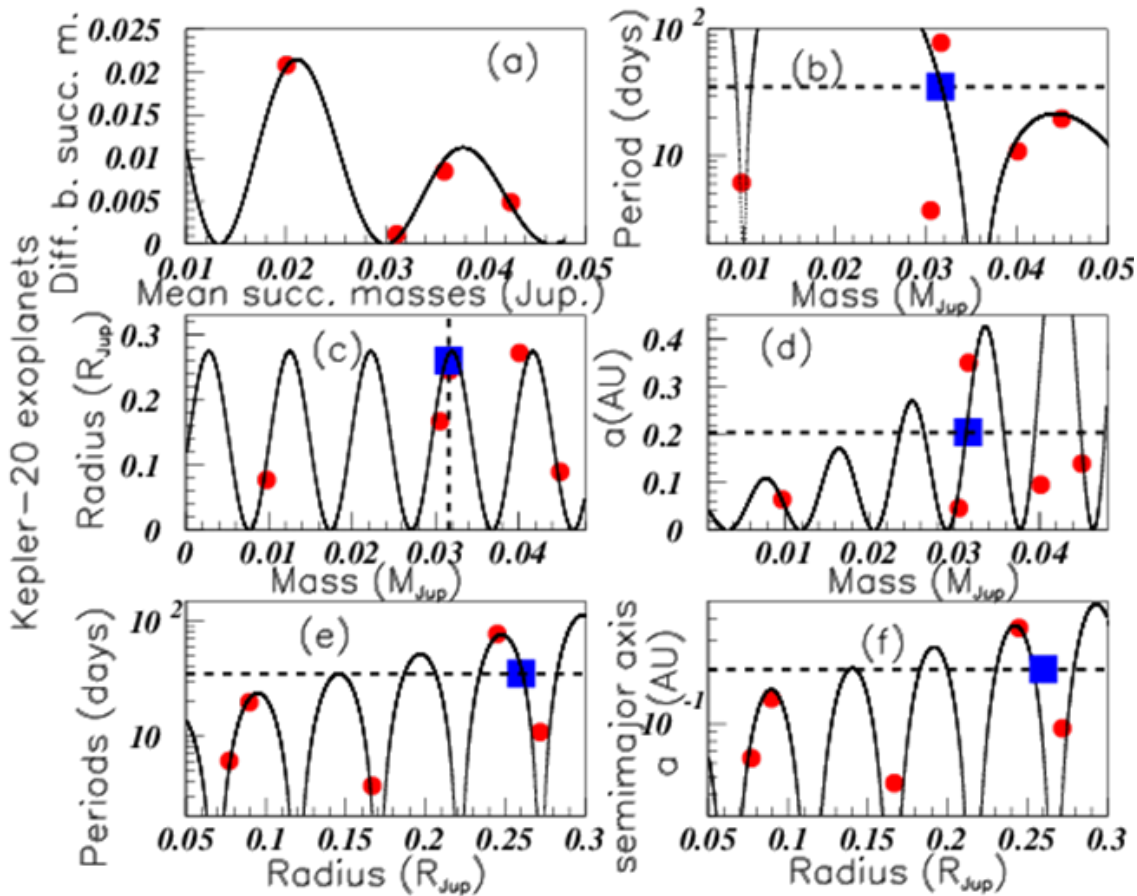 Kepler-20 exoplanets
Diff. b. succ. m.
0.025
0.02
0.015
0.01
0.005
0
(a)
0.01 0.02 0.03 0.04 0.05
Mean succ. masses (Jup.)
Period (days)
10²
10
(b)
0.01 0.02 0.03 0.04 0.05
Mass (M_Jup)
Radius (R_Jup)
0.3
0.2
0.1
0
(c)
0 0.01 0.02 0.03 0.04
Mass (M_Jup)
a(AU)
0.4
0.3
0.2
0.1
0
(d)
0.01 0.02 0.03 0.04
Mass (M_Jup)
Periods (days)
10²
10
(e)
0.05 0.1 0.15 0.2 0.25 0.3
Radius (R_Jup)
semimajor axis
a (AU)
10⁻¹
(f)
0.05 0.1 0.15 0.2 0.25 0.3
Radius (R_Jup)